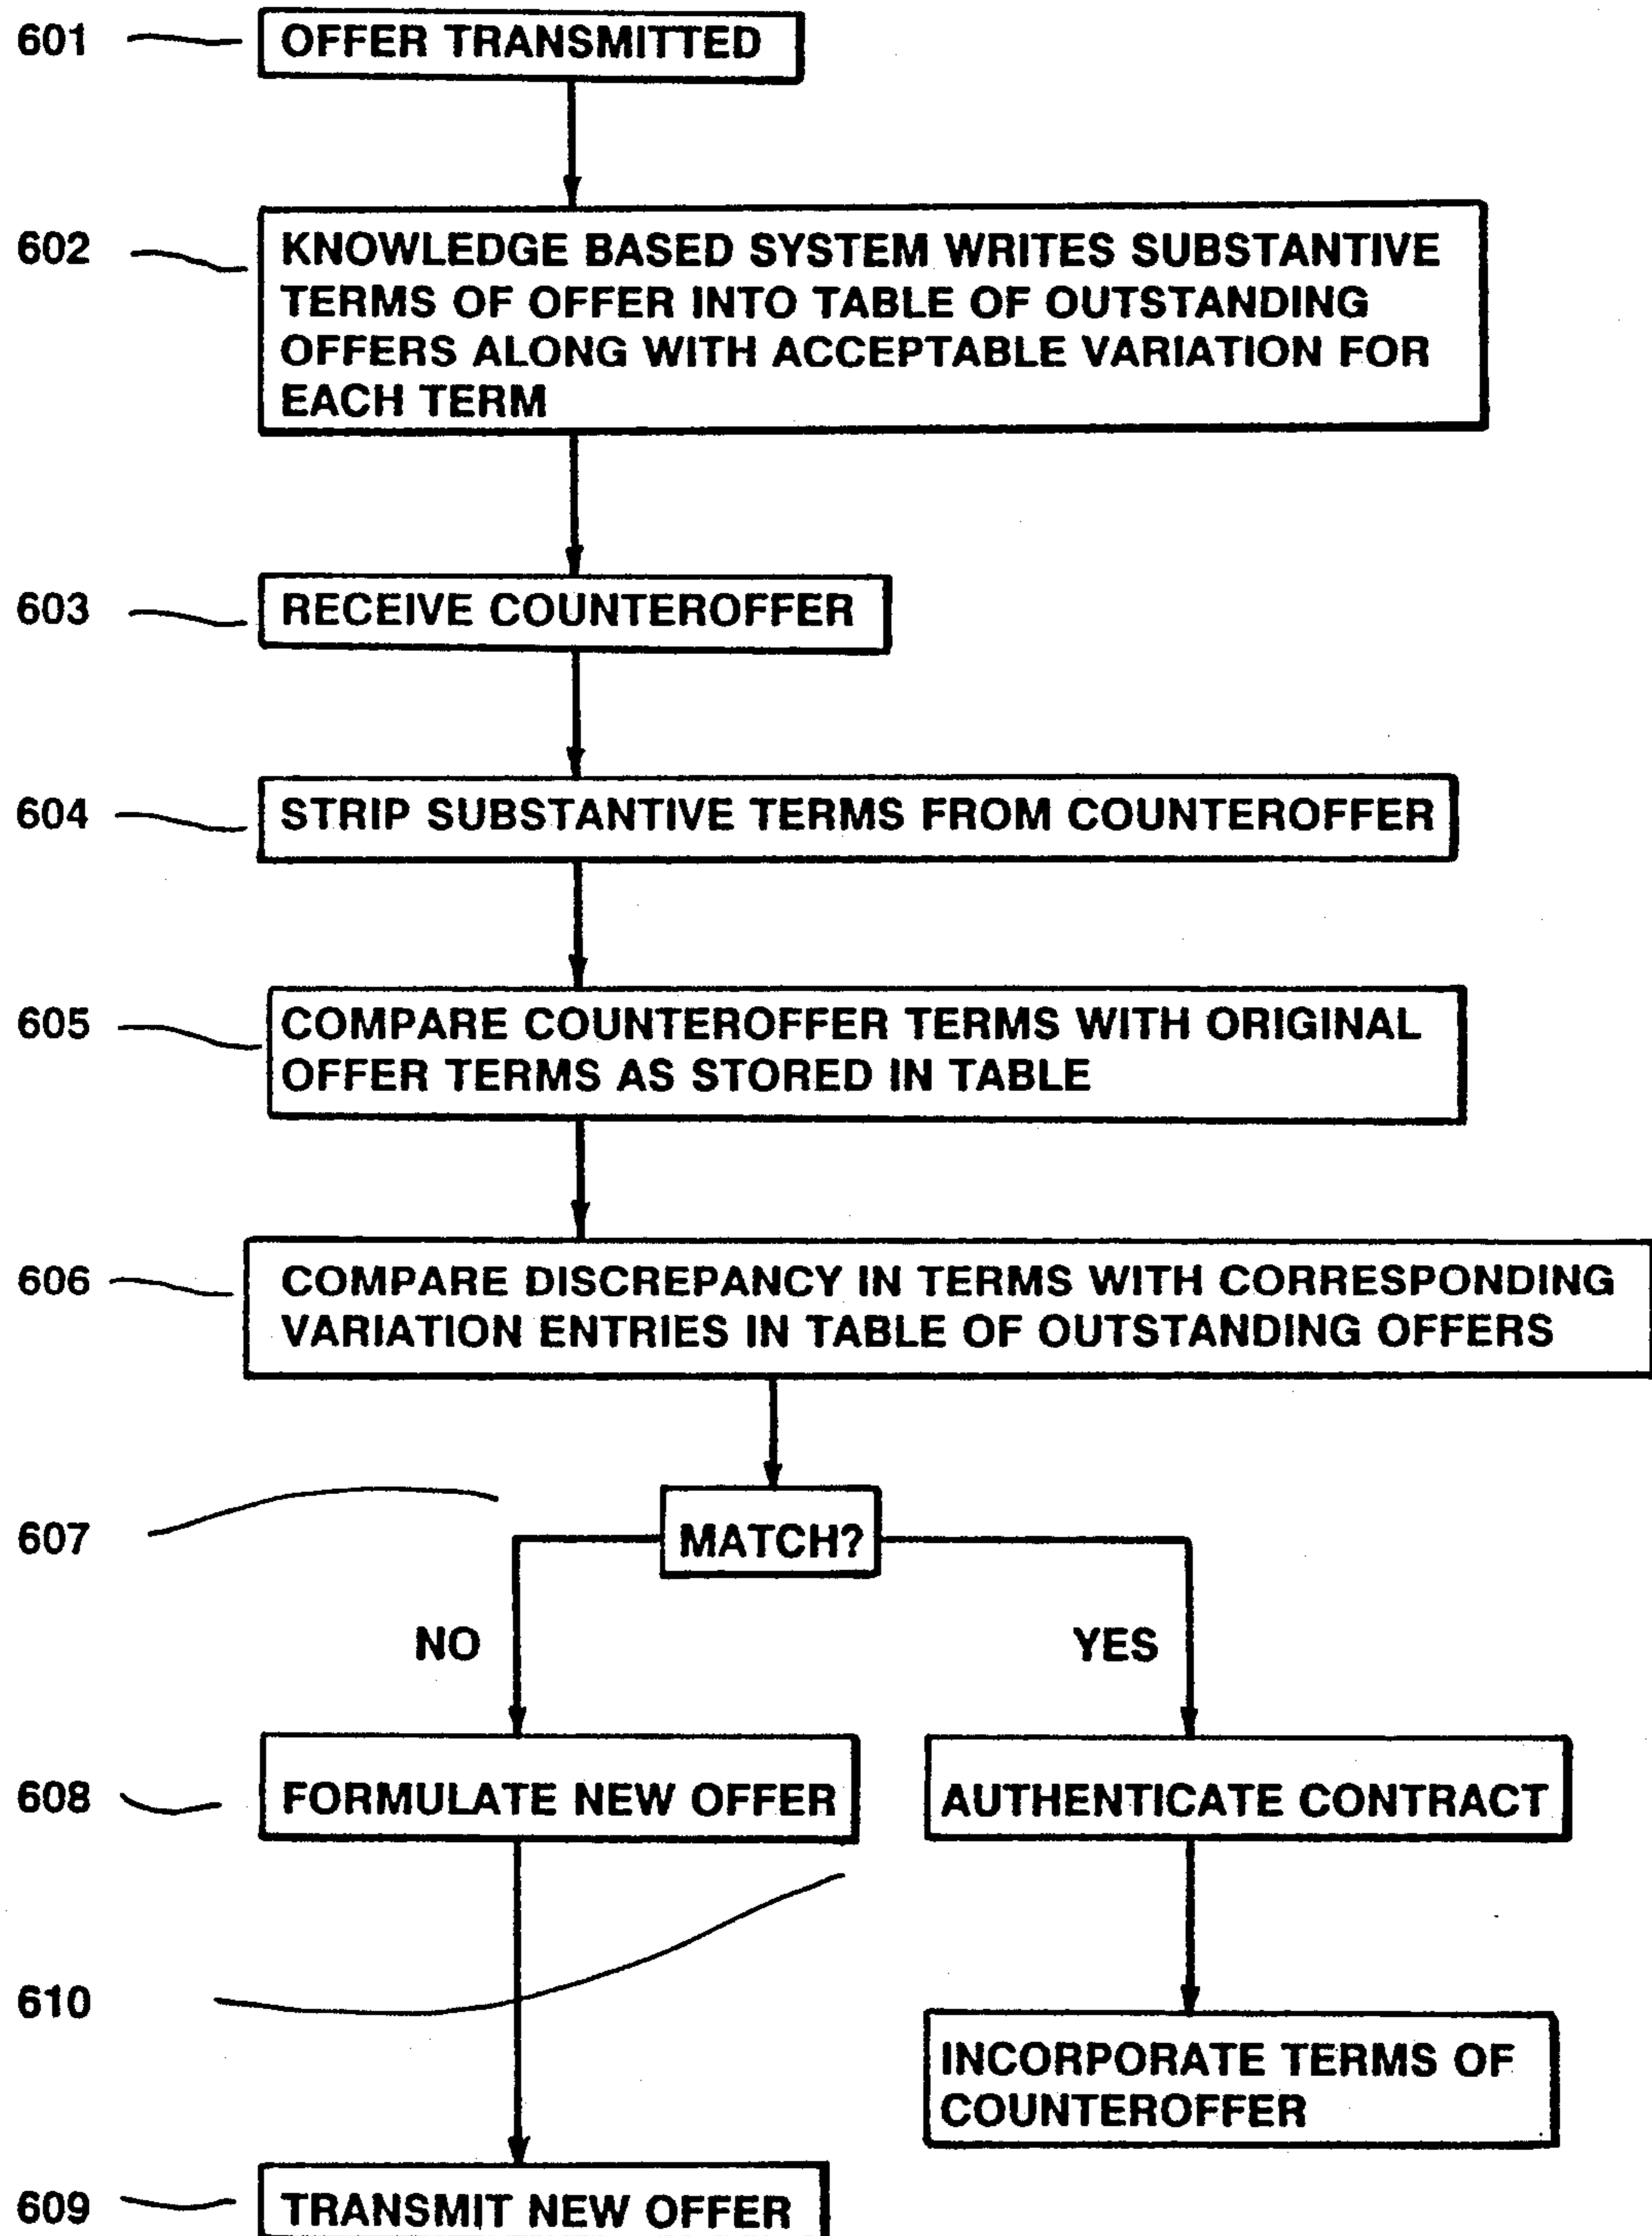 601
OFFER TRANSMITTED
602
KNOWLEDGE BASED SYSTEM WRITES SUBSTANTIVE
TERMS OF OFFER INTO TABLE OF OUTSTANDING
OFFERS ALONG WITH ACCEPTABLE VARIATION FOR
EACH TERM
603
RECEIVE COUNTEROFFER
604
STRIP SUBSTANTIVE TERMS FROM COUNTEROFFER
605
COMPARE COUNTEROFFER TERMS WITH ORIGINAL
OFFER TERMS AS STORED IN TABLE
606
COMPARE DISCREPANCY IN TERMS WITH CORRESPONDING
VARIATION ENTRIES IN TABLE OF OUTSTANDING OFFERS
607
MATCH?
NO
YES
608
FORMULATE NEW OFFER
AUTHENTICATE CONTRACT
610
INCORPORATE TERMS OF
COUNTEROFFER
609
TRANSMIT NEW OFFER